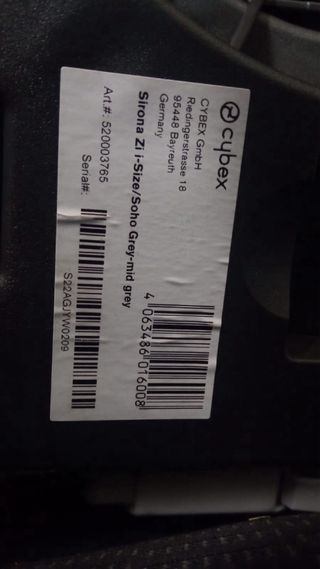 cybex
CYBEX GmbH
Riedingerstrasse 18
95448 Bayreuth
Germany
Sirona Zi i-Size/Soho Grey-mid grey
4 063486 016008
Art.#: 520003765
Serial#:
S22AGJYW0209